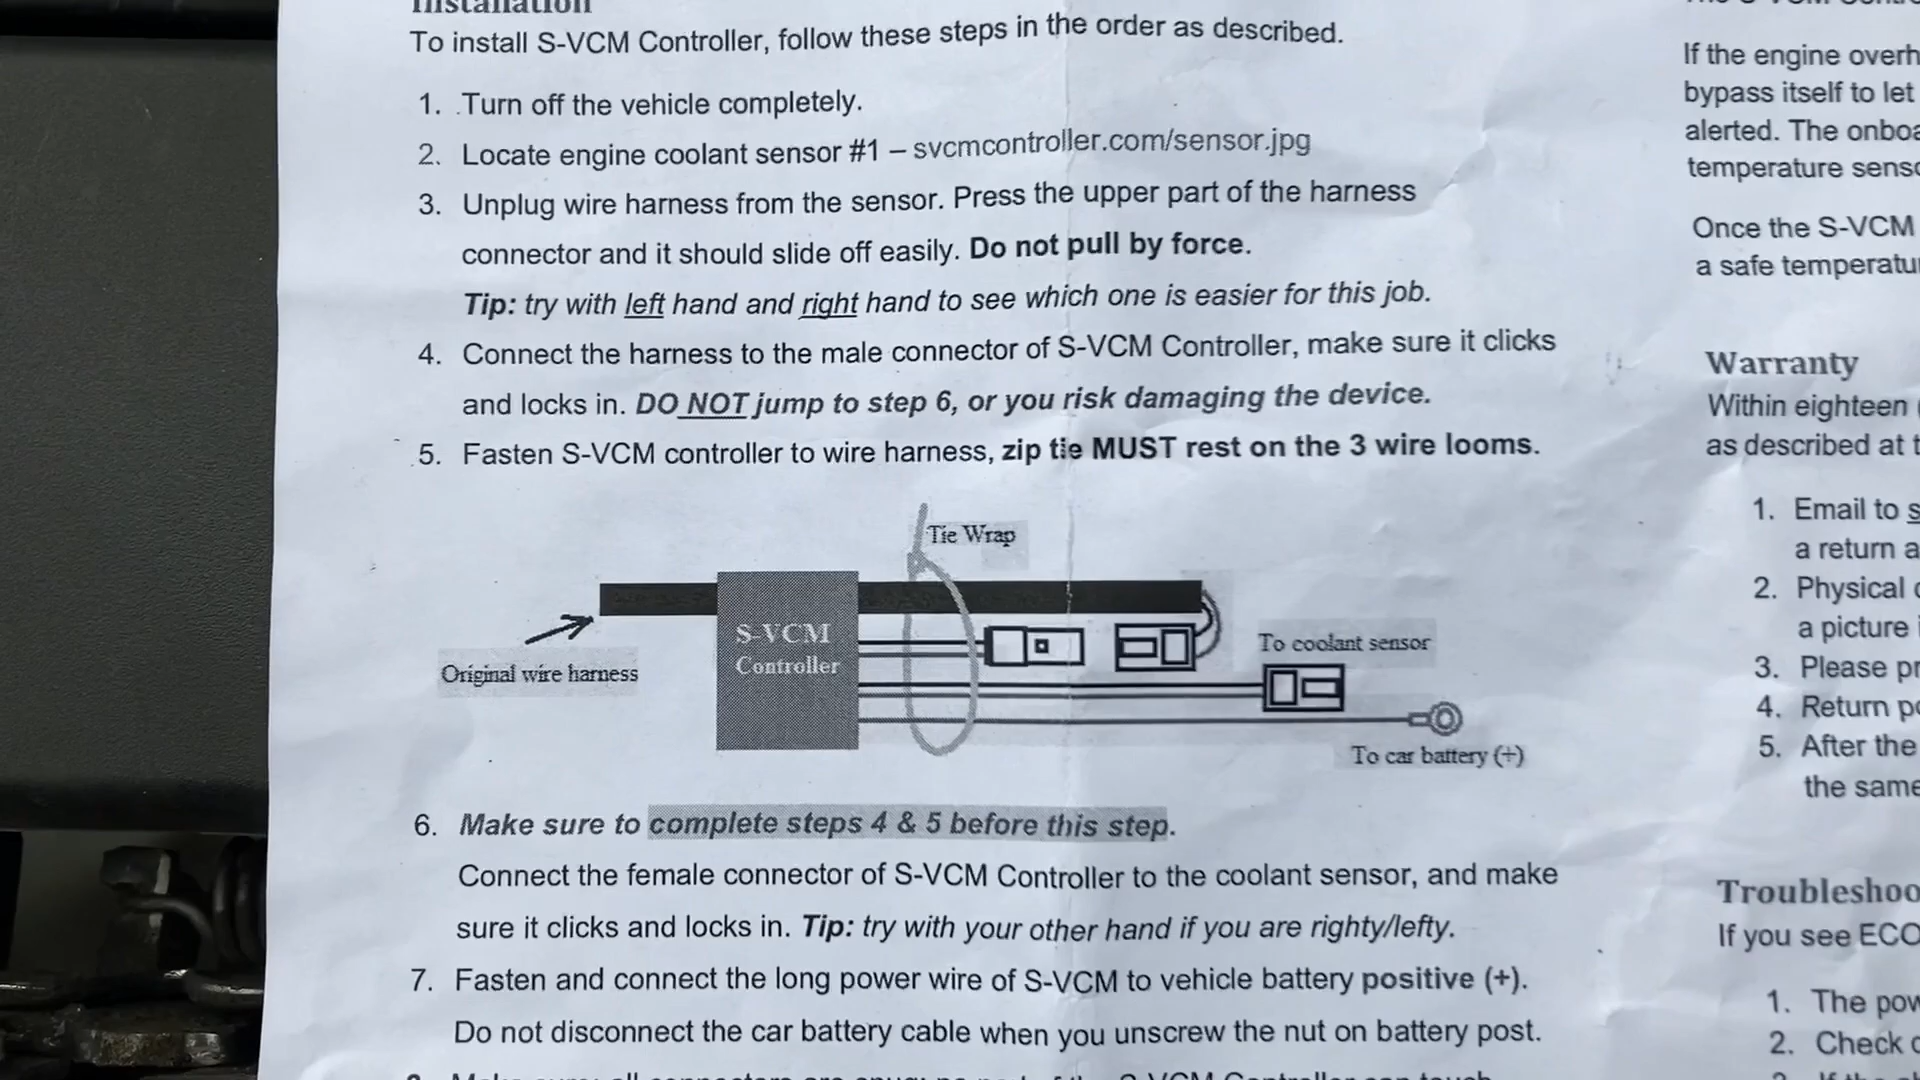 Installation
To install S-VCM Controller, follow these steps in the order as described.
1. Turn off the vehicle completely.
2. Locate engine coolant sensor #1 – svcmcontroller.com/sensor.jpg
3. Unplug wire harness from the sensor. Press the upper part of the harness
connector and it should slide off easily. Do not pull by force.
Tip: try with left hand and right hand to see which one is easier for this job.
4. Connect the harness to the male connector of S-VCM Controller, make sure it clicks
and locks in. DO NOT jump to step 6, or you risk damaging the device.
5. Fasten S-VCM controller to wire harness, zip tie MUST rest on the 3 wire looms.
Tie Wrap
S-VCM
Controller
Original wire harness
To coolant sensor
To car battery (+)
6. Make sure to complete steps 4 & 5 before this step.
Connect the female connector of S-VCM Controller to the coolant sensor, and make
sure it clicks and locks in. Tip: try with your other hand if you are righty/lefty.
7. Fasten and connect the long power wire of S-VCM to vehicle battery positive (+).
Do not disconnect the car battery cable when you unscrew the nut on battery post.
If the engine
bypass itself to let
alerted. The
temperature
Once the S-VCM
a safe
Warranty
Within eighteen
as described at
1. Email to
a return
2. Physical
a picture
3. Please
4. Return
5. After the
the same
If you see
1. The
2. Check